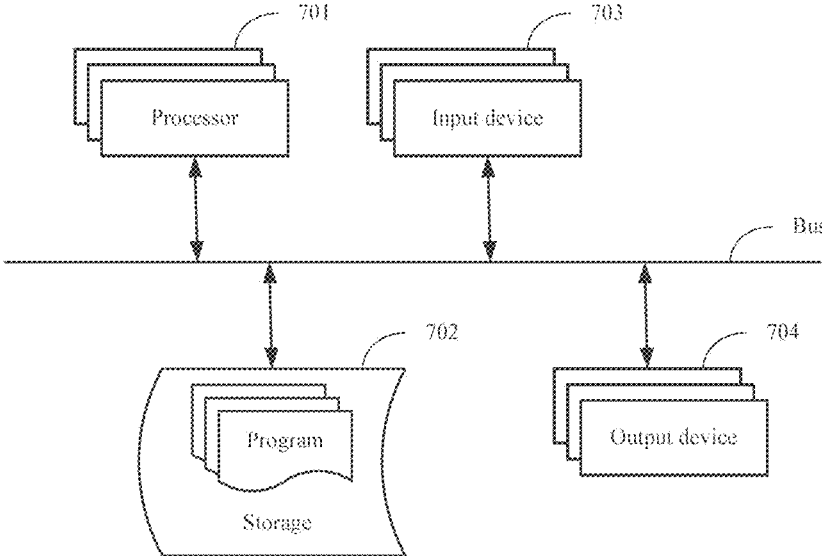 701
703
Processor
Input device
Bus
702
704
Program
Output device
Storage